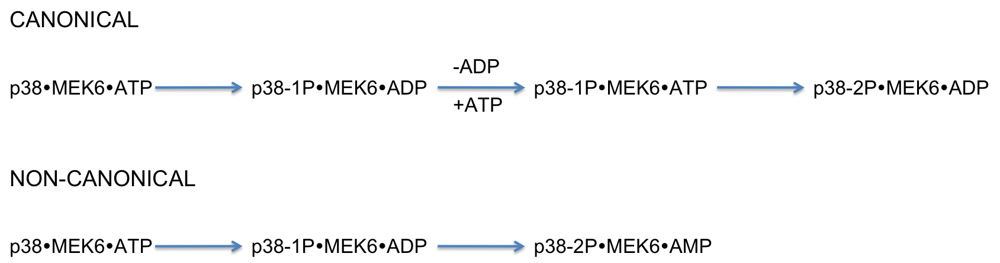 CANONICAL
-ADP
p38•MEK6•ATP p38-1P•MEK6•ADP p38-1P•MEK6•ATP p38-2P•MEK6•ADP
+ATP
NON-CANONICAL
p38•MEK6•ATP p38-1P•MEK6•ADP p38-2P•MEK6•AMP